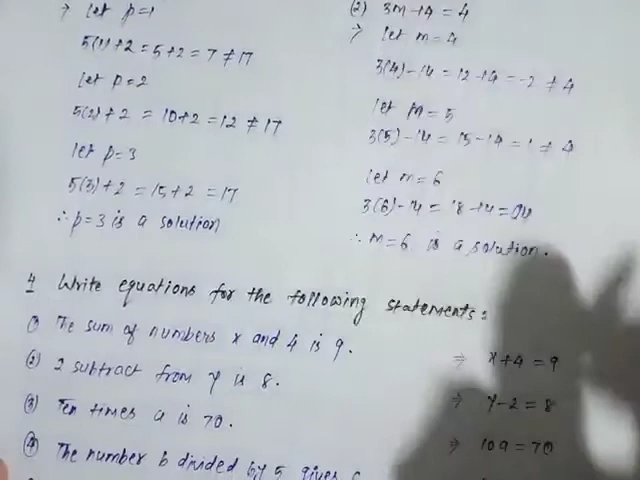 → let p=1
5(1)+2 = 5+2 = 7 ≠ 17
let p=2
5(2)+2 = 10+2 = 12 ≠ 17
let p=3
5(3)+2 = 15+2 = 17
∴ p=3 is a solution
(2) 3m-14 = 4
→ let m=4
3(4)-14 = 12-14 = -2 ≠ 4
let m=5
3(5)-14 = 15-14 = 1 ≠ 4
let m=6
3(6)-14 = 18-14 = 04
∴ m=6 is a solution.
4 Write equations for the following statements:
(1) The sum of numbers x and 4 is 9. ⇒ x+4 = 9
(2) 2 subtract from y is 8. ⇒ y-2 = 8
(3) Ten times a is 70. ⇒ 10a = 70
(4) The number b divided by 5 gives